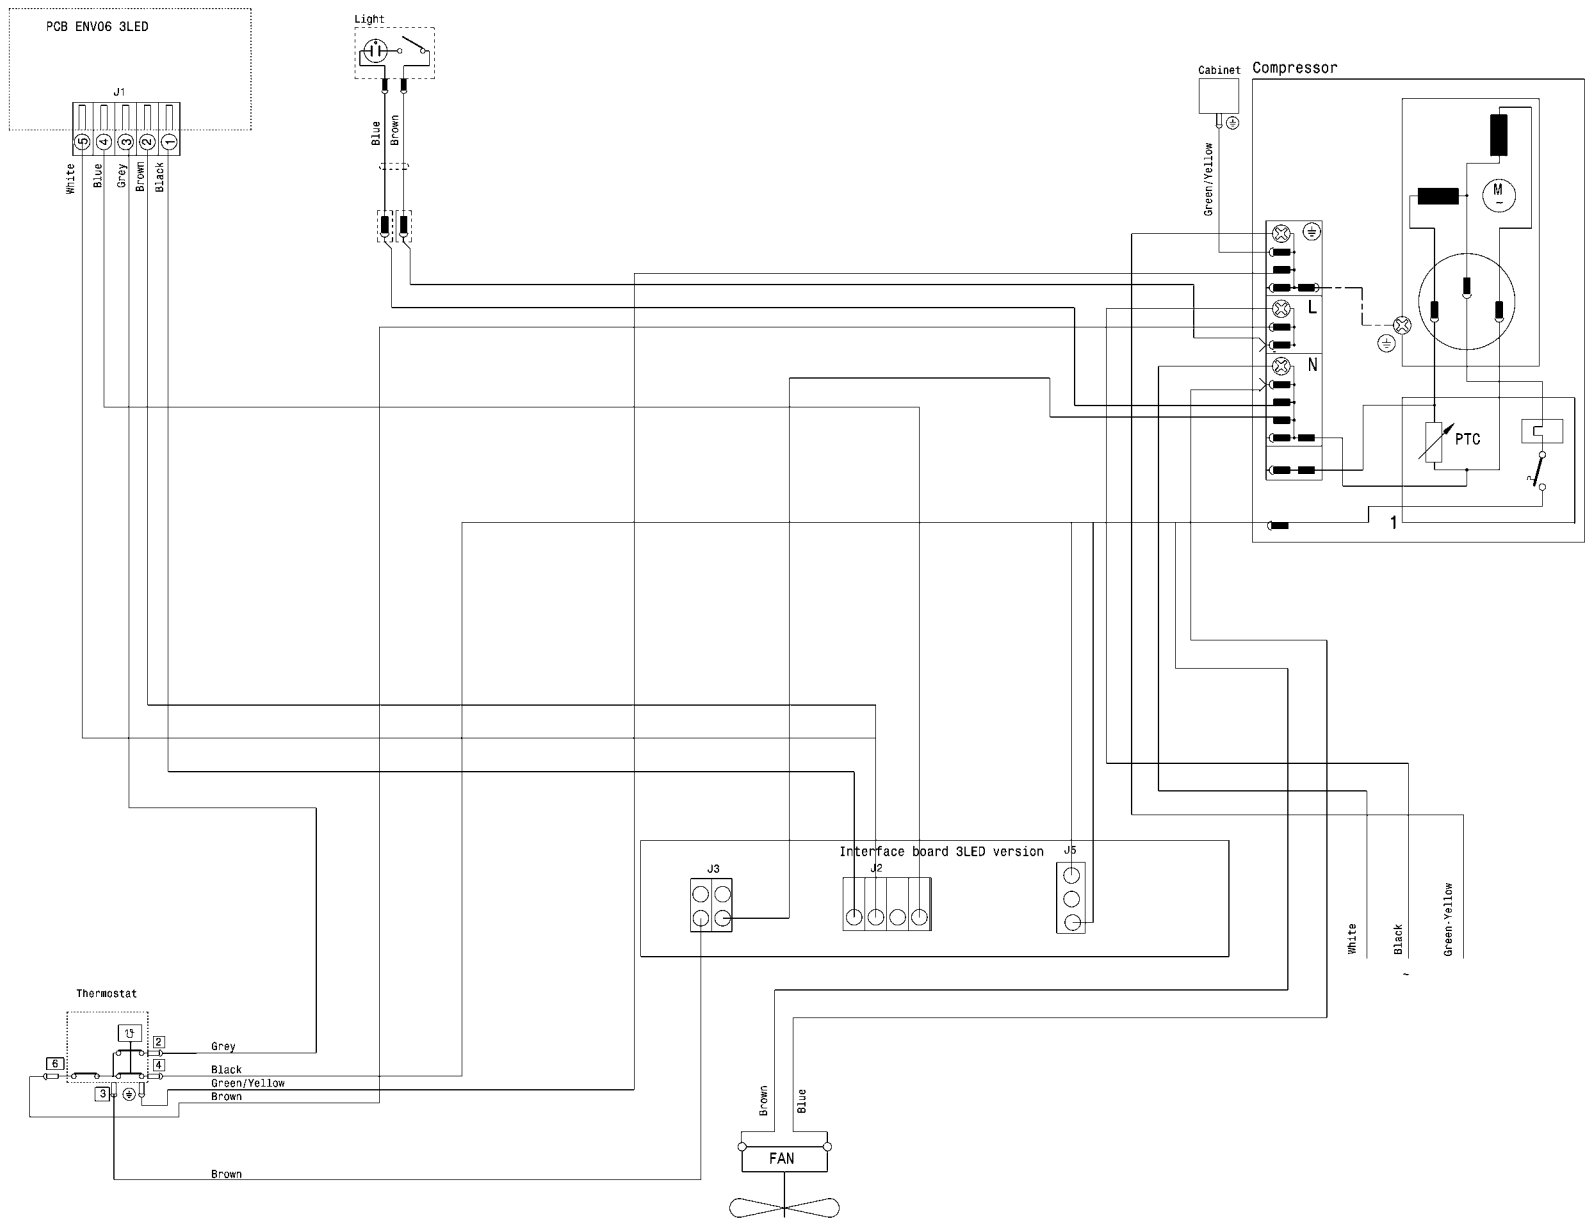 PCB ENV06 3LED
J1
5
4
3
2
1
White
Blue
Grey
Brown
Black
Light
Blue
Brown
Cabinet
Compressor
Green/Yellow
M
~
L
N
PTC
1
Interface board 3LED version
J3
J2
J5
White
Black
~
Green-Yellow
Thermostat
2
6
4
3
Grey
Black
Green/Yellow
Brown
Brown
Brown
Blue
FAN